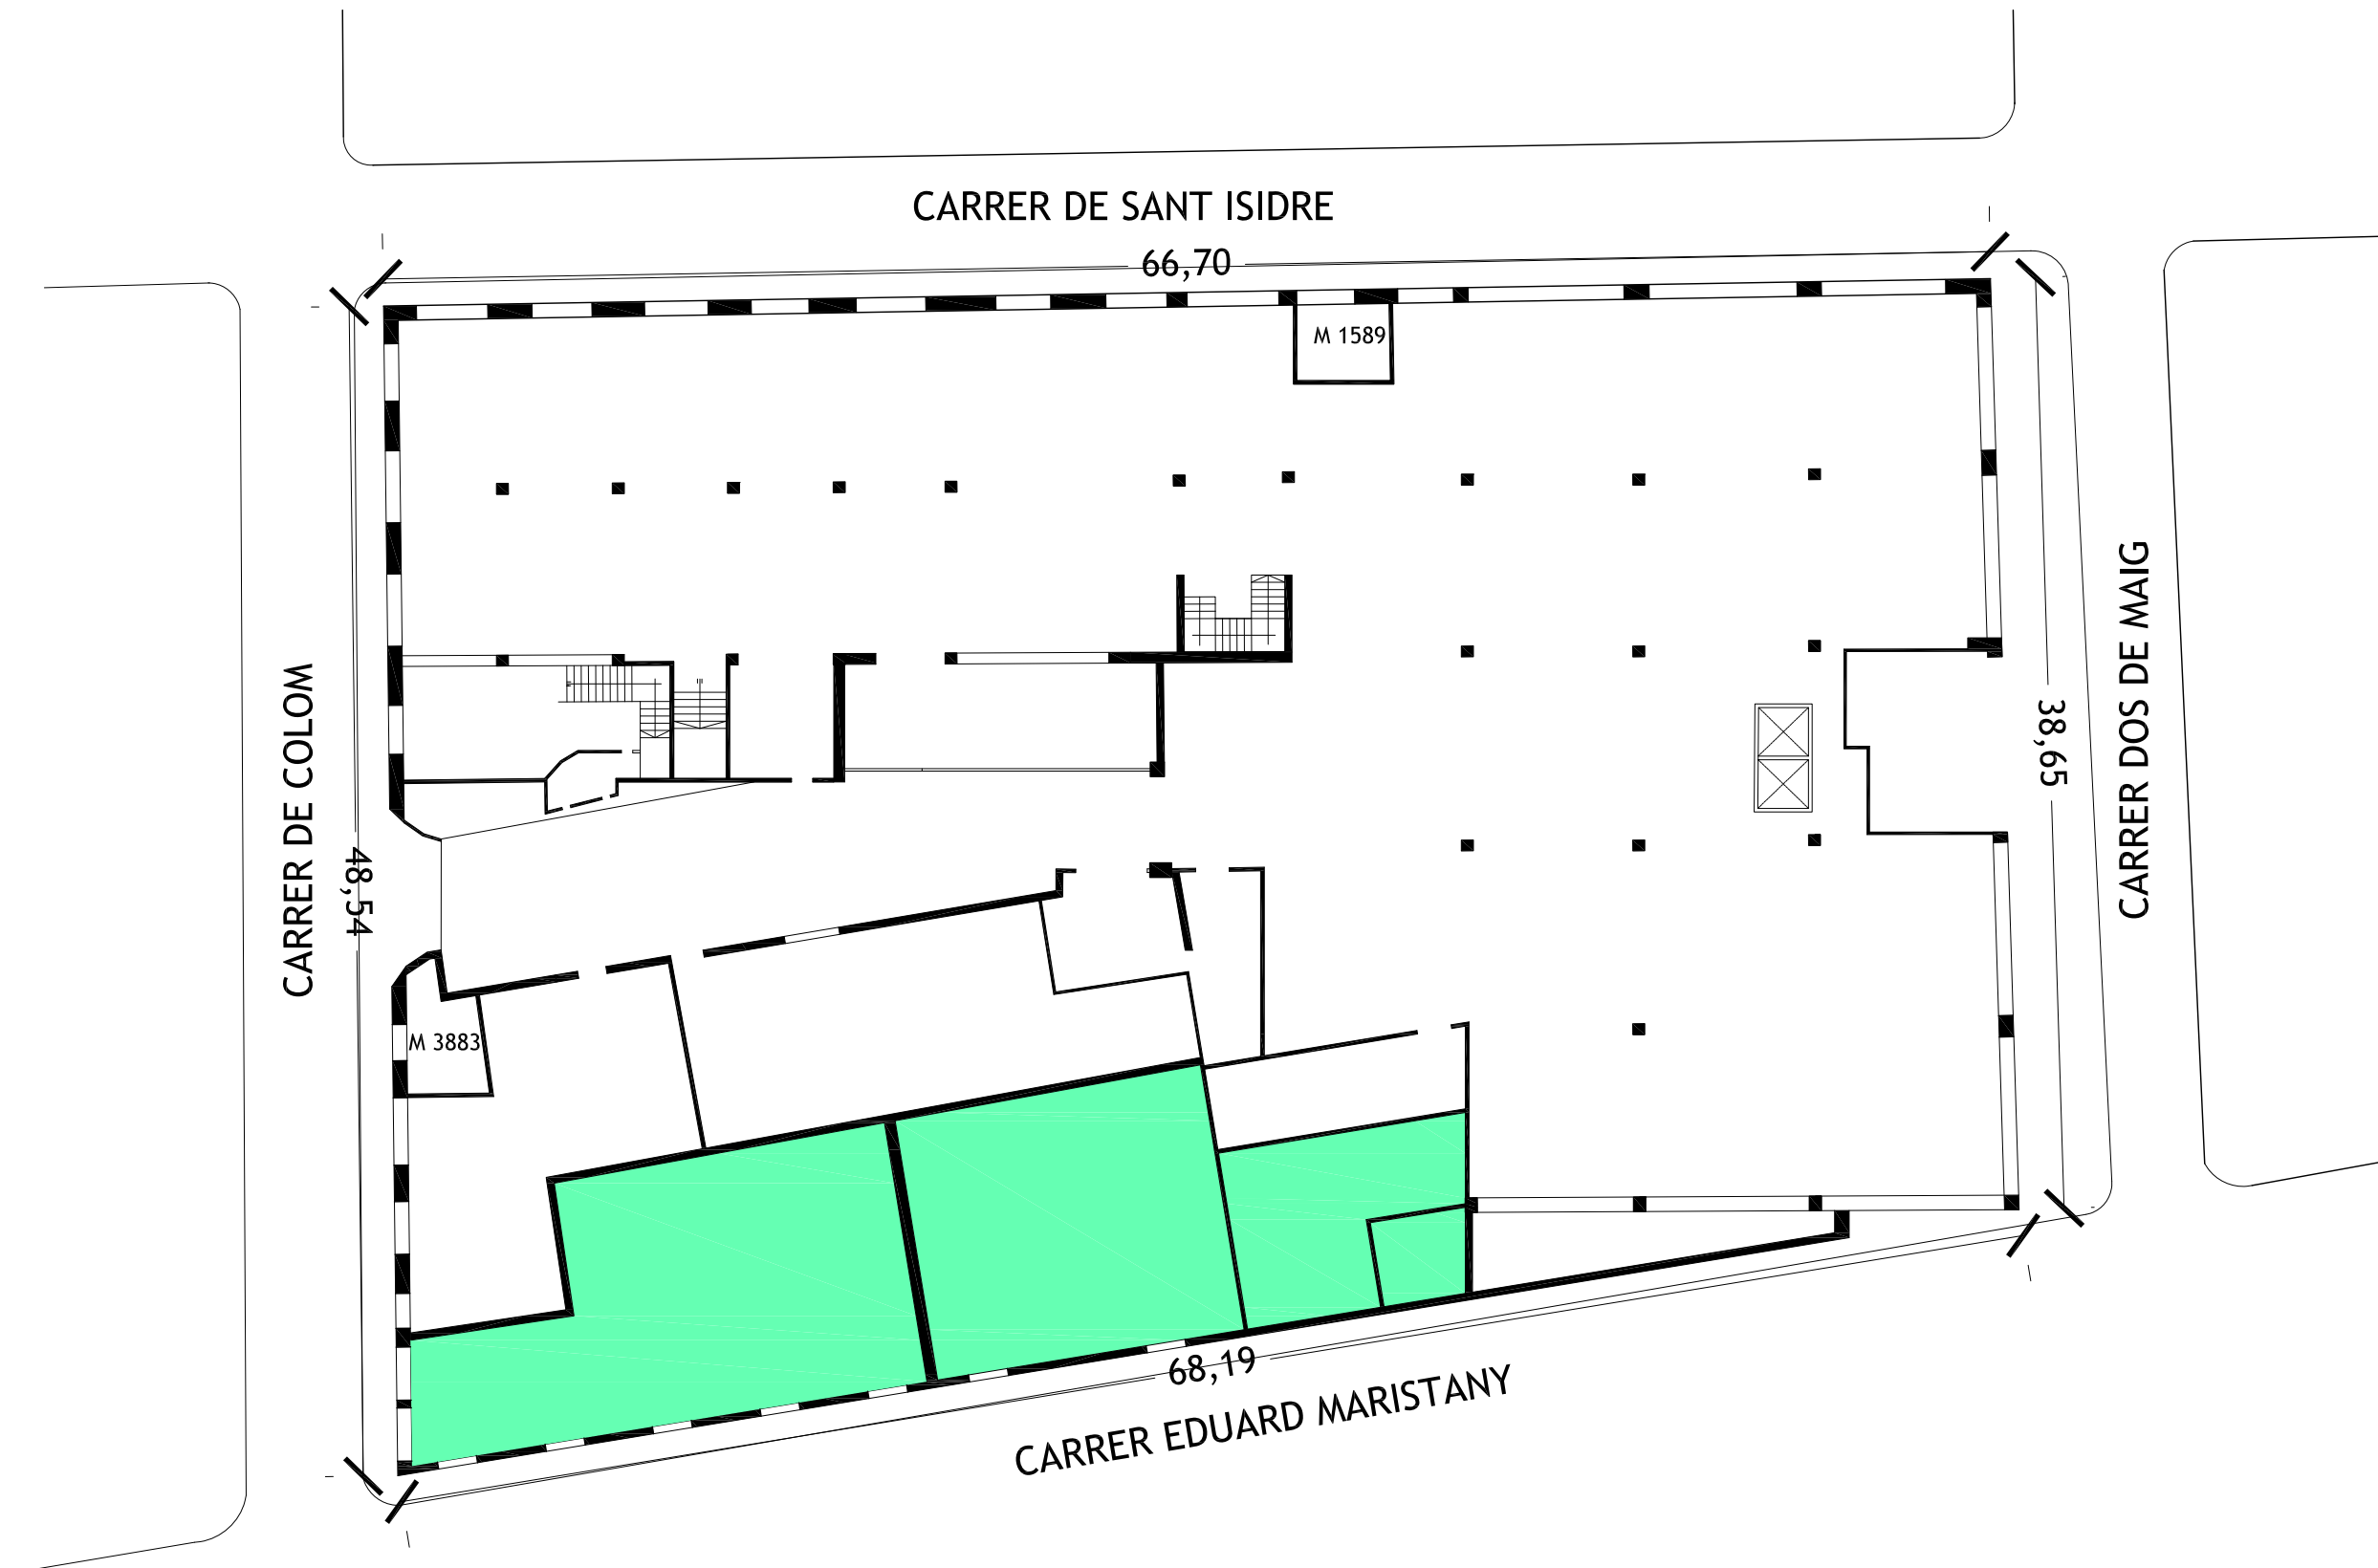 CARRER DE SANT ISIDRE
66,70
M 1589
CARRER DE COLOM
48,54
38,65
CARRER DOS DE MAIG
M 3883
68,19
CARRER EDUARD MARISTANY